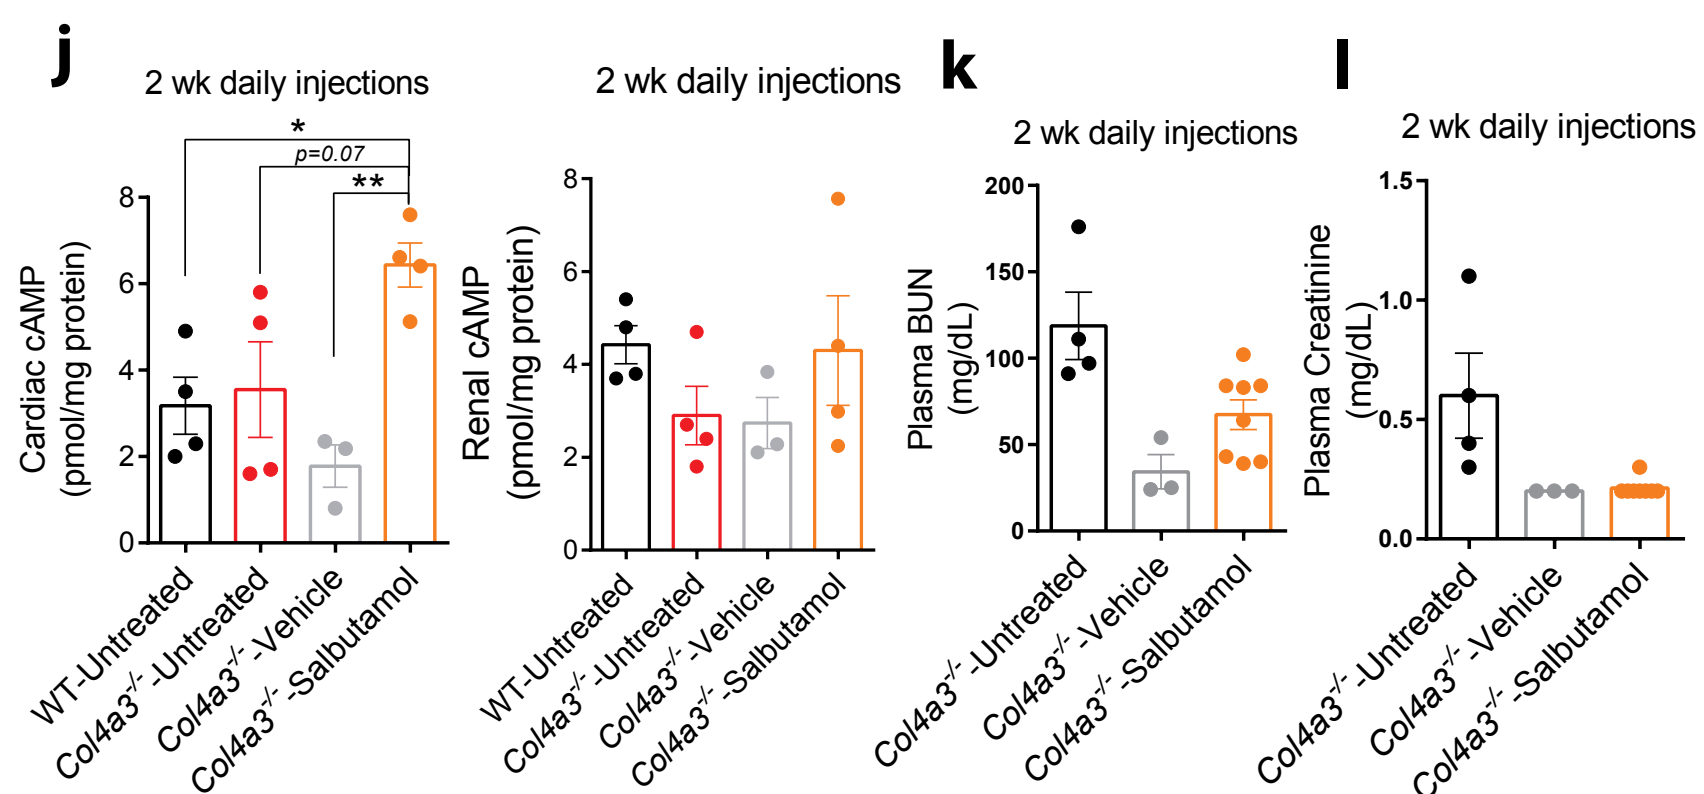 j
2 wk daily injections
*
p=0.07
**
Cardiac cAMP
(pmol/mg protein)
8
6
4
2
0
WT-Untreated
Col4a3-/--Untreated
Col4a3-/--Vehicle
Col4a3-/--Salbutamol
2 wk daily injections
Renal cAMP
(pmol/mg protein)
8
6
4
2
0
WT-Untreated
Col4a3-/--Untreated
Col4a3-/--Vehicle
Col4a3-/--Salbutamol
k
2 wk daily injections
Plasma BUN
(mg/dL)
200
150
100
50
0
Col4a3-/--Untreated
Col4a3-/--Vehicle
Col4a3-/--Salbutamol
l
2 wk daily injections
Plasma Creatinine
(mg/dL)
1.5
1.0
0.5
0.0
Col4a3-/--Untreated
Col4a3-/--Vehicle
Col4a3-/--Salbutamol